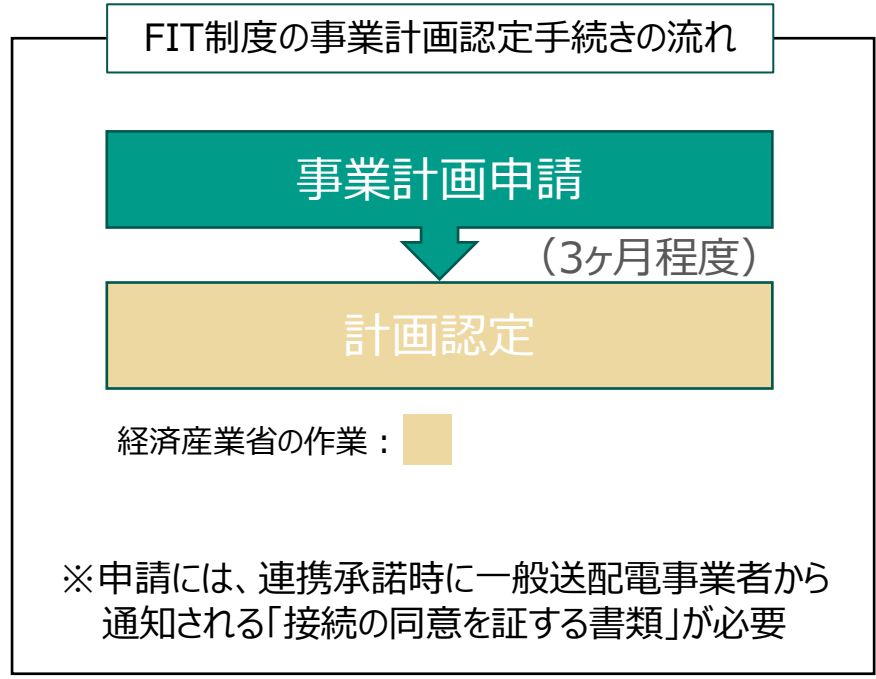 FIT制度の事業計画認定手続きの流れ
事業計画申請
（3ヶ月程度）
計画認定
経済産業省の作業：
※申請には、連携承諾時に一般送配電事業者から
通知される「接続の同意を証する書類」が必要